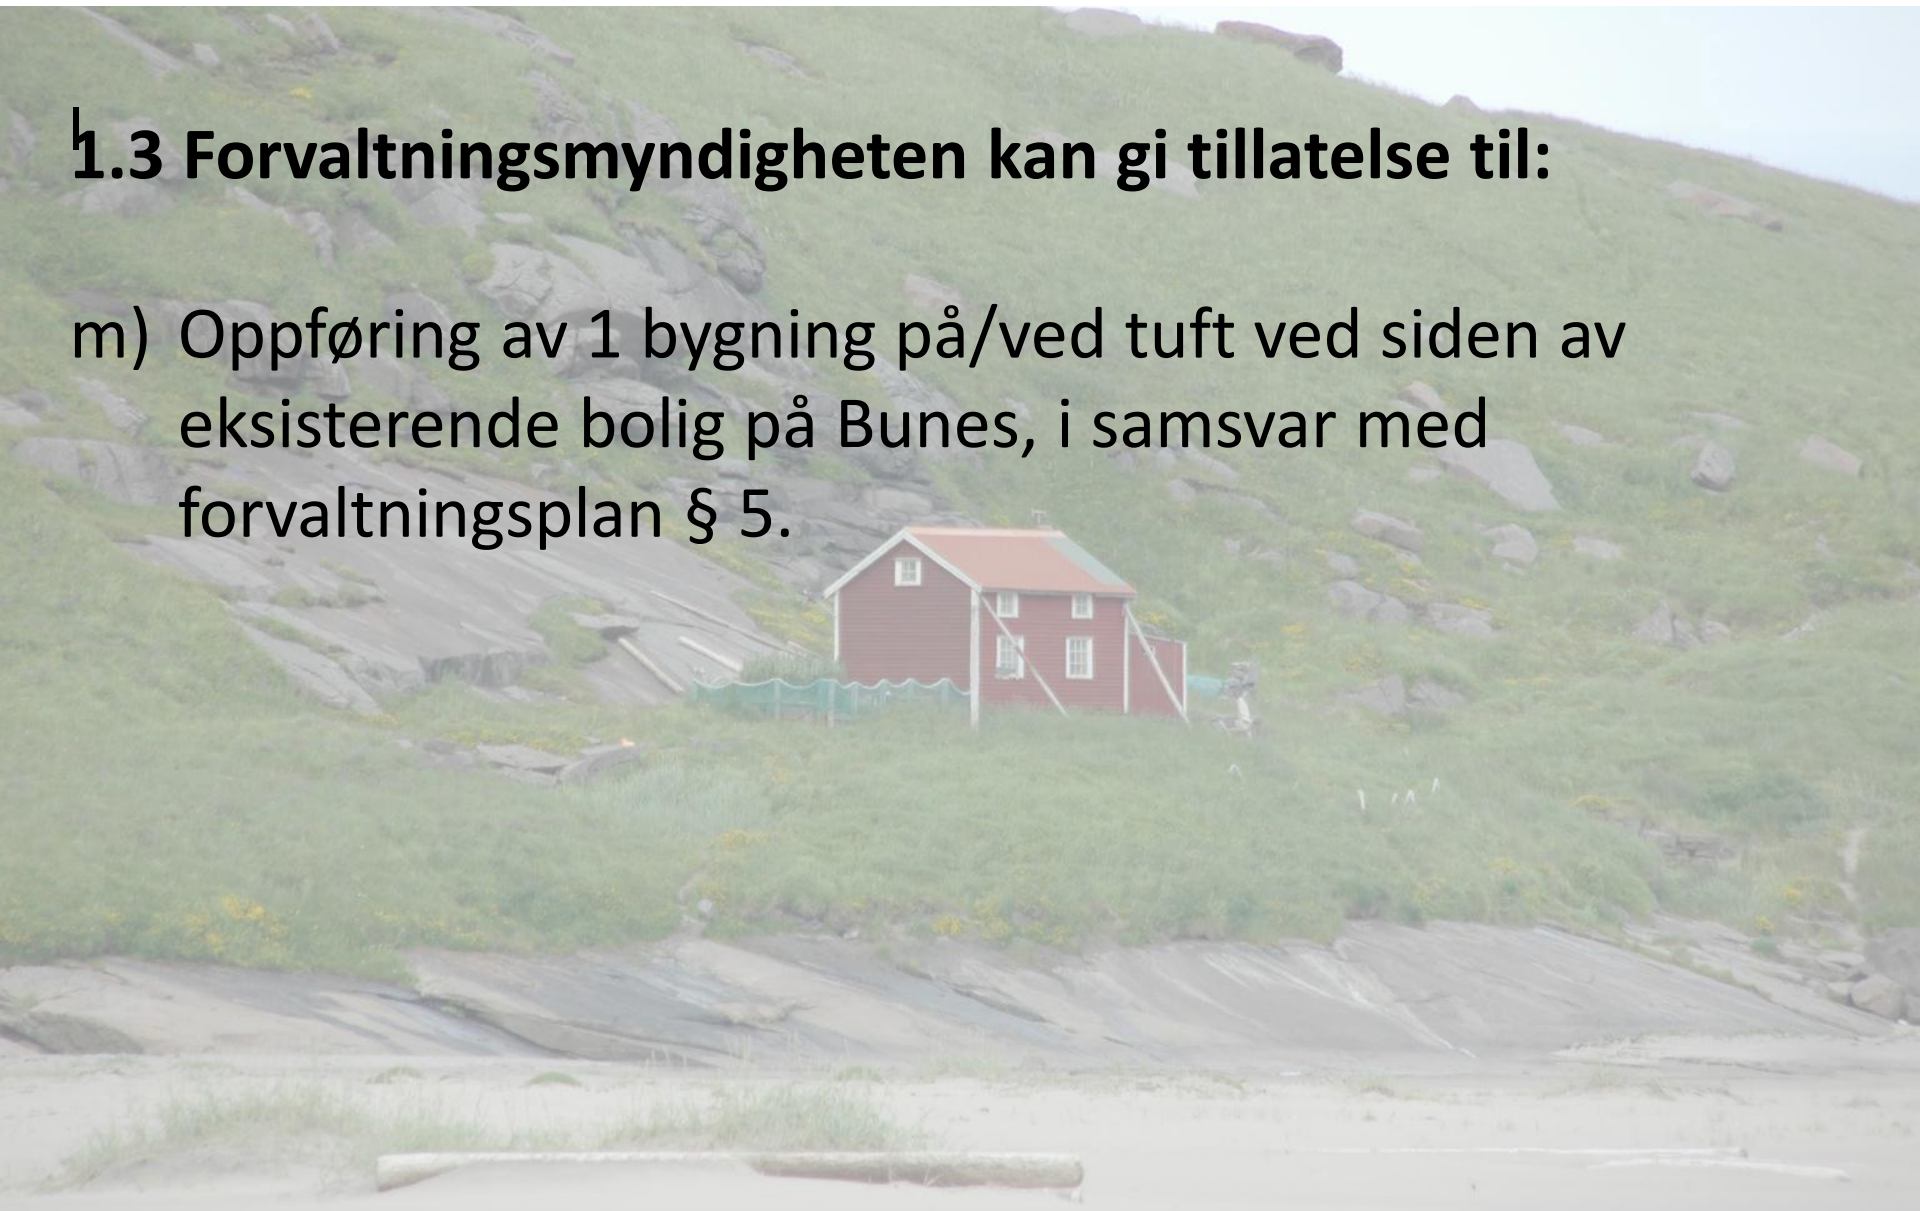 1.3 Forvaltningsmyndigheten kan gi tillatelse til:
m) Oppføring av 1 bygning på/ved tuft ved siden av
eksisterende bolig på Bunes, i samsvar med
forvaltningsplan § 5.